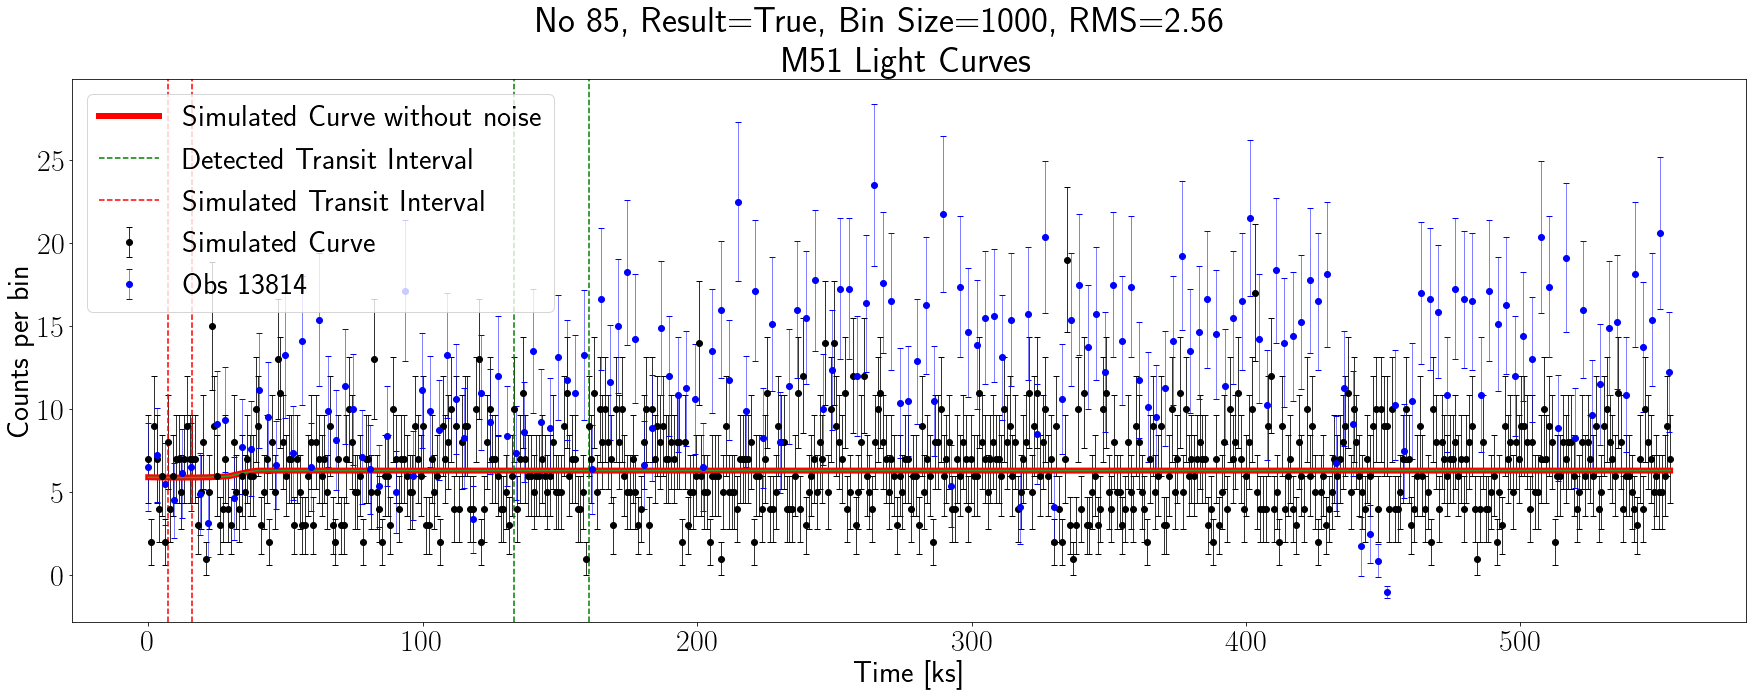 No 85, Result=True, Bin Size=1000, RMS=2.56
M51 Light Curves
Simulated Curve without noise
Detected Transit Interval
Simulated Transit Interval
Simulated Curve
Obs 13814
Counts per bin
25
20
15
10
5
0
0 100 200 300 400 500
Time [ks]